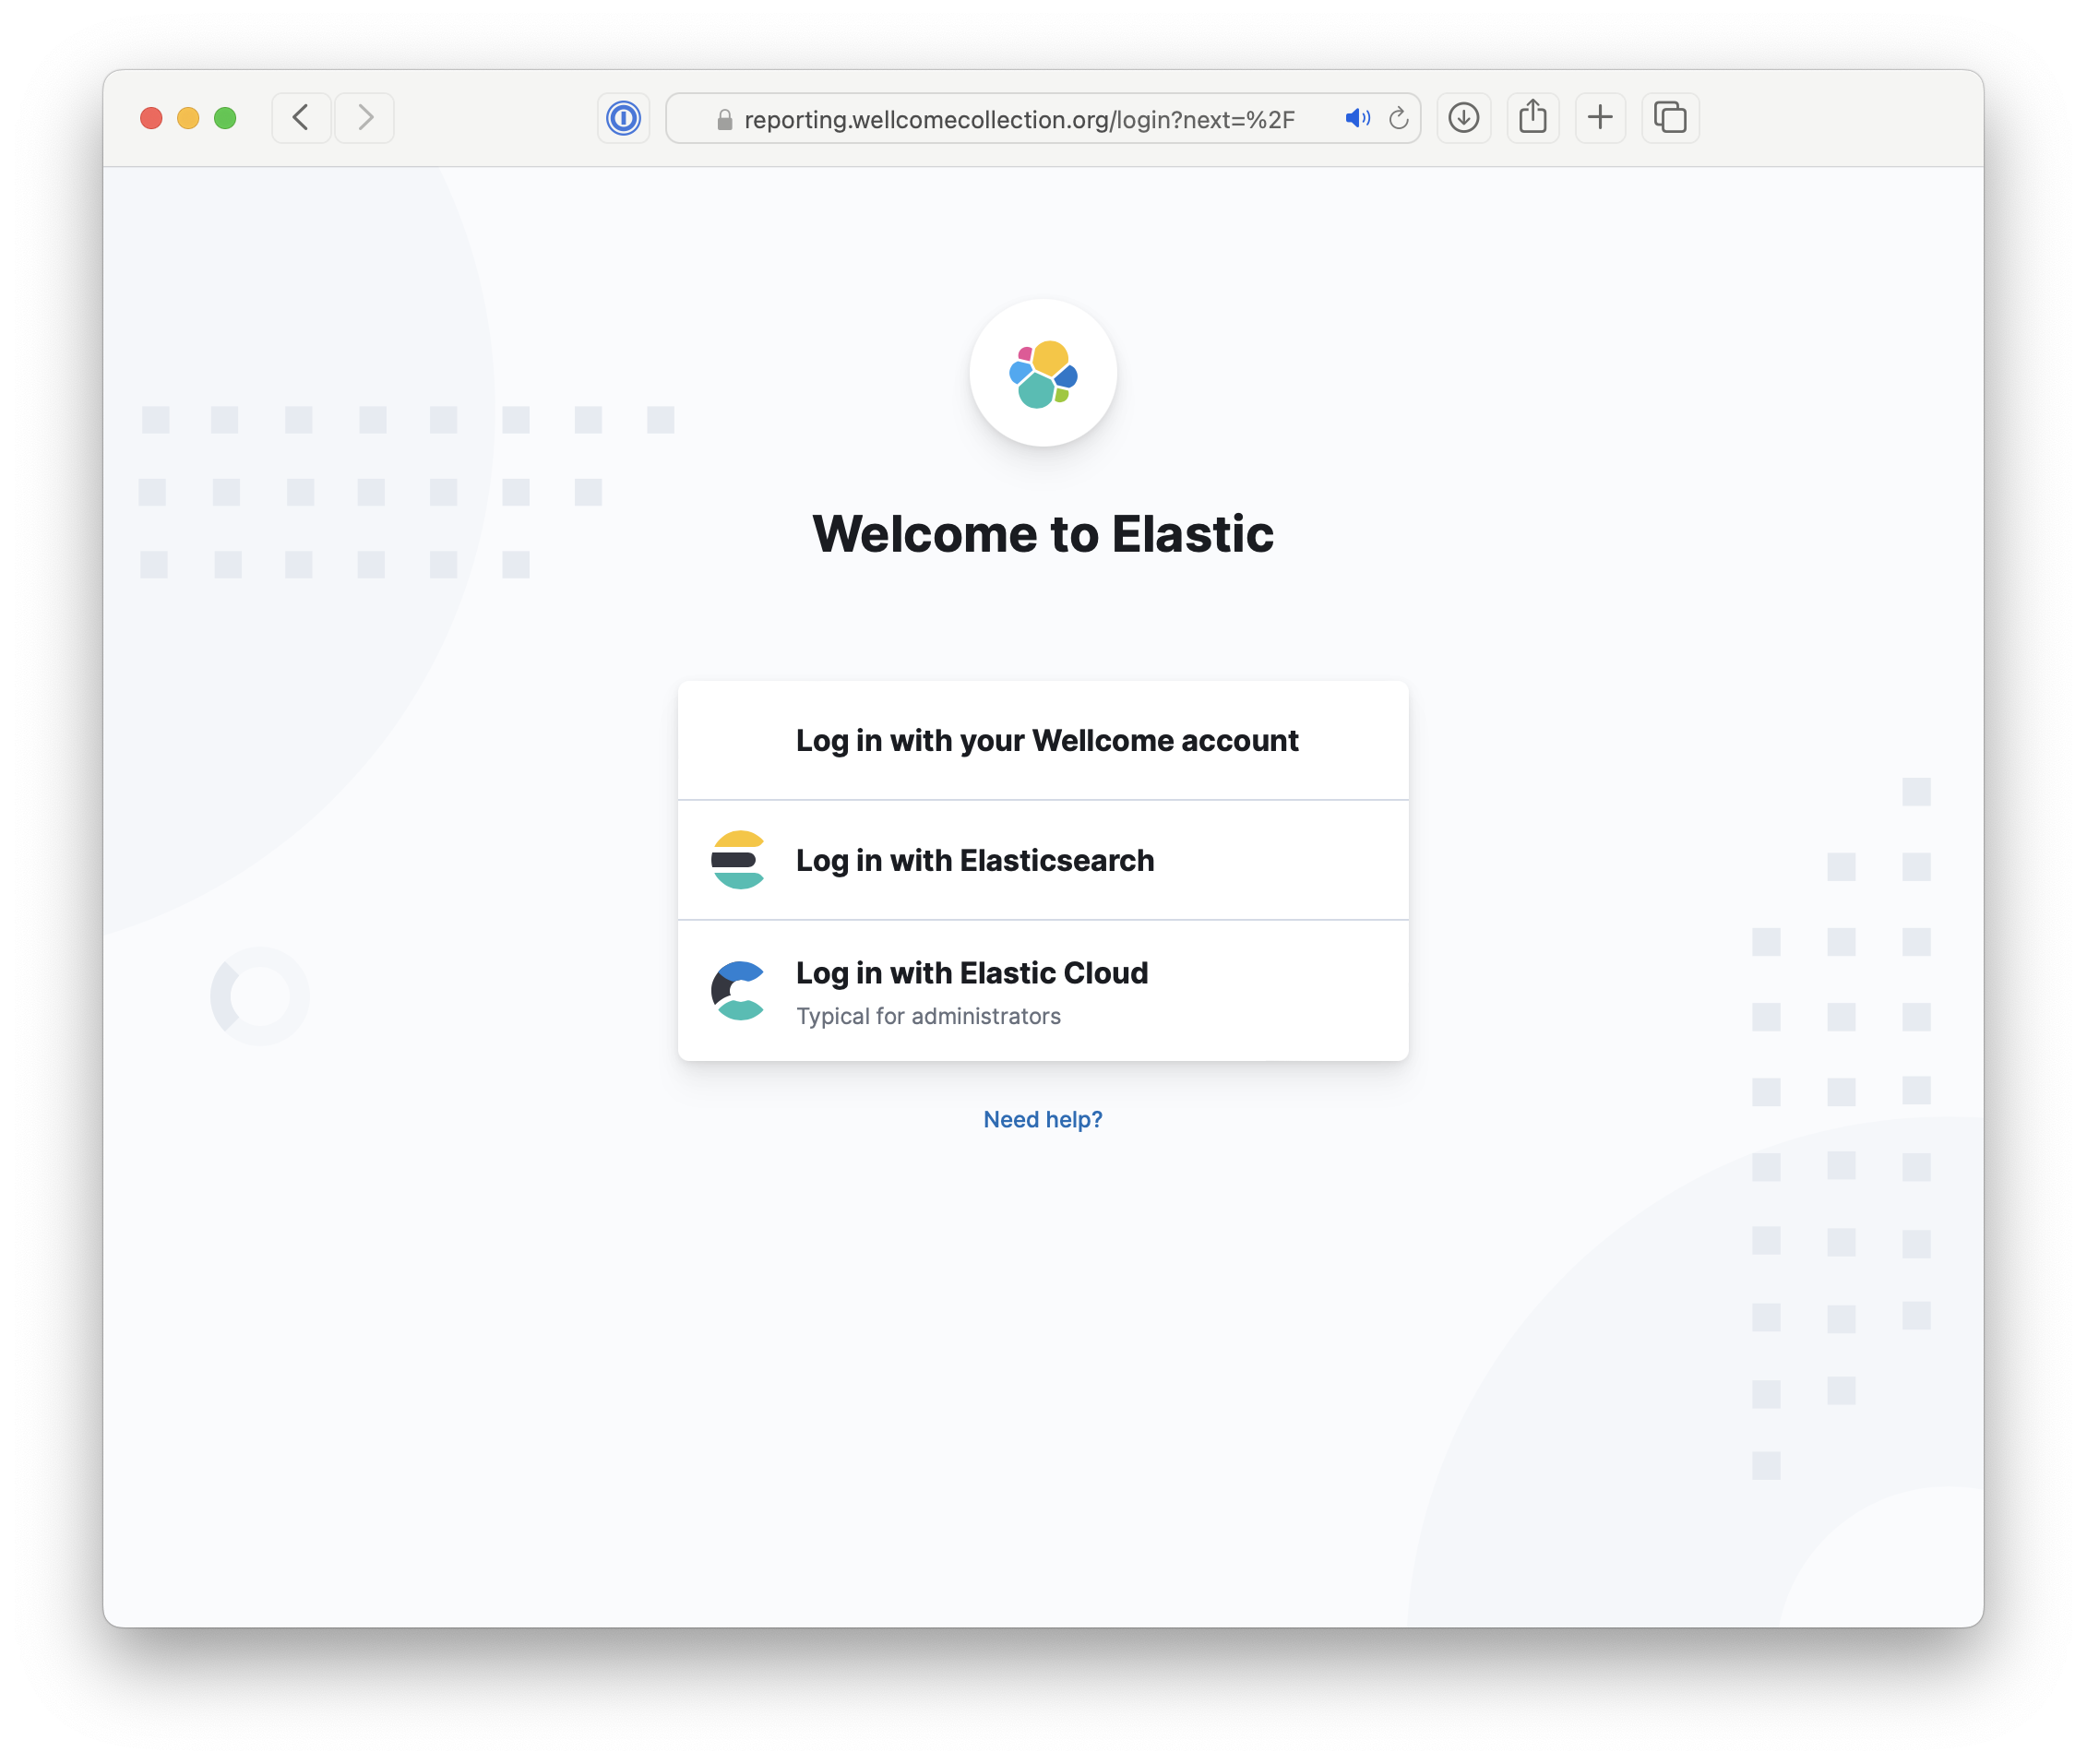 reporting.wellcomecollection.org/login?next=%2F
Welcome to Elastic
Log in with your Wellcome account
Log in with Elasticsearch
Log in with Elastic Cloud
Typical for administrators
Need help?